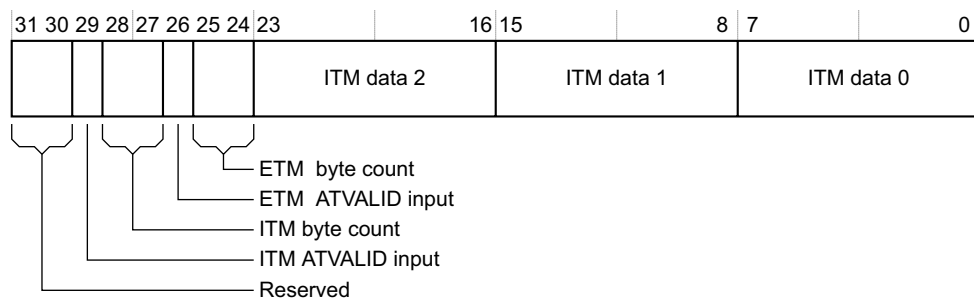 31 30 29 28 27 26 25 24 23 16 15 8 7 0
ITM data 2 ITM data 1 ITM data 0
ETM byte count
ETM ATVALID input
ITM byte count
ITM ATVALID input
Reserved